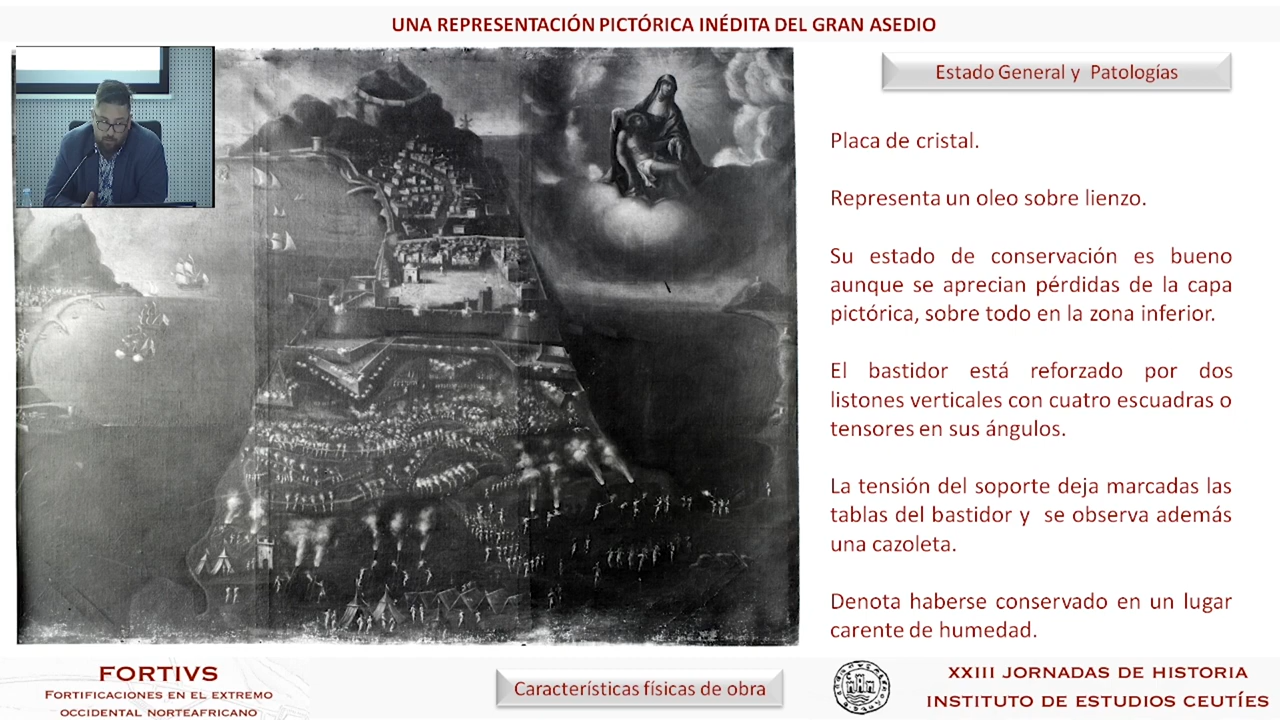 UNA REPRESENTACIÓN PICTÓRICA INÉDITA DEL GRAN ASEDIO
Estado General y Patologías
Placa de cristal.
Representa un oleo sobre lienzo.
Su estado de conservación es bueno
aunque se aprecian pérdidas de la capa
pictórica, sobre todo en la zona inferior.
El bastidor está reforzado por dos
listones verticales con cuatro escuadras o
tensores en sus ángulos.
La tensión del soporte deja marcadas las
tablas del bastidor y se observa además
una cazoleta.
Denota haberse conservado en un lugar
carente de humedad.
FORTIVS
FORTIFICACIONES EN EL EXTREMO
OCCIDENTAL NORTEAFRICANO
Características físicas de obra
XXIII JORNADAS DE HISTORIA
INSTITUTO DE ESTUDIOS CEUTÍES